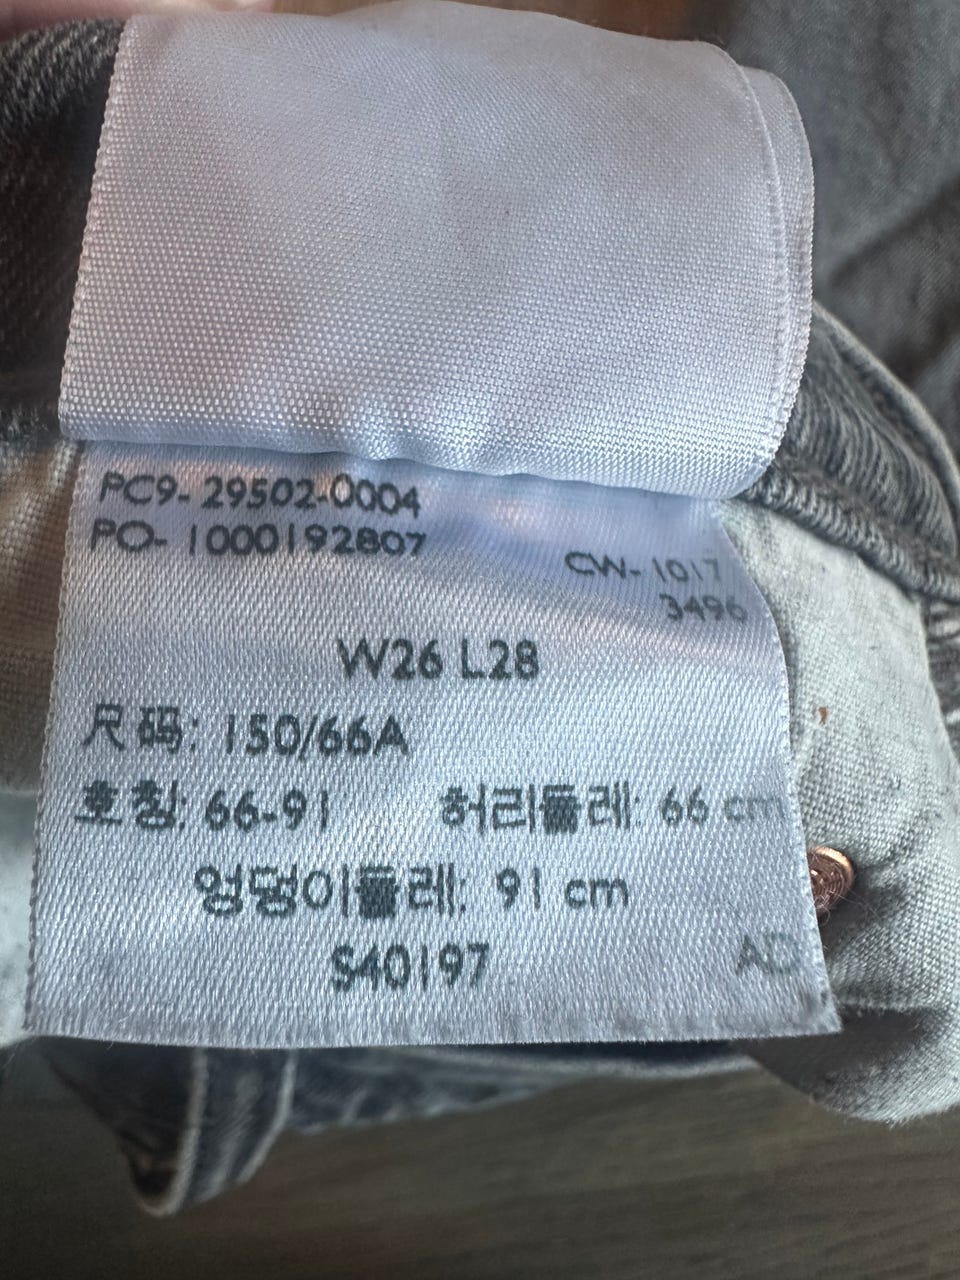 PC9- 29502-0004
PO- 1000192807
CW- 1017
3496
W26 L28
尺码: 150/66A
호칭: 66-91 허리둘레: 66 cm
엉덩이둘레: 91 cm
S40197
AD